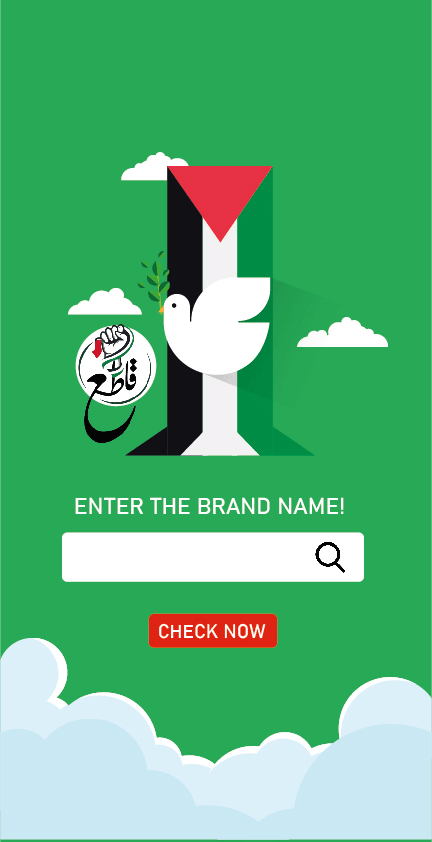 قاطع
ENTER THE BRAND NAME!
CHECK NOW